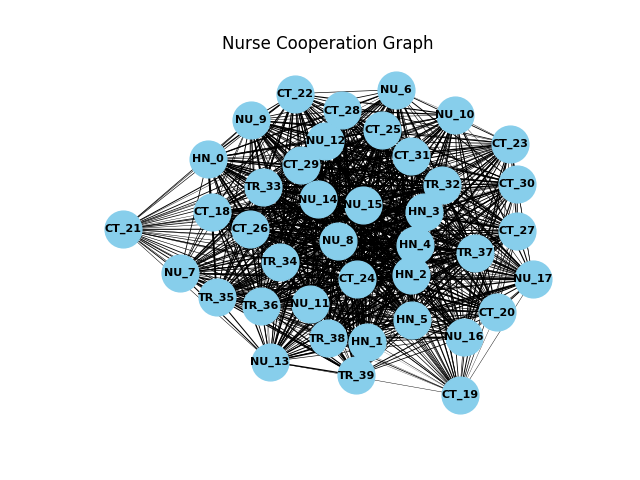 Nurse Cooperation Graph
NU_6
CT_22
CT_28
NU_10
NU_9
CT_25
NU_12
CT_23
CT_31
HN_0
CT_29
TR_33
TR_32
CT_30
NU_14
NU_15
CT_18
HN_3
CT_21
CT_26
CT_27
NU_8
HN_4
TR_37
TR_34
NU_7
HN_2
CT_24
NU_17
TR_35
TR_36
NU_11
CT_20
HN_5
NU_16
TR_38
HN_1
NU_13
TR_39
CT_19